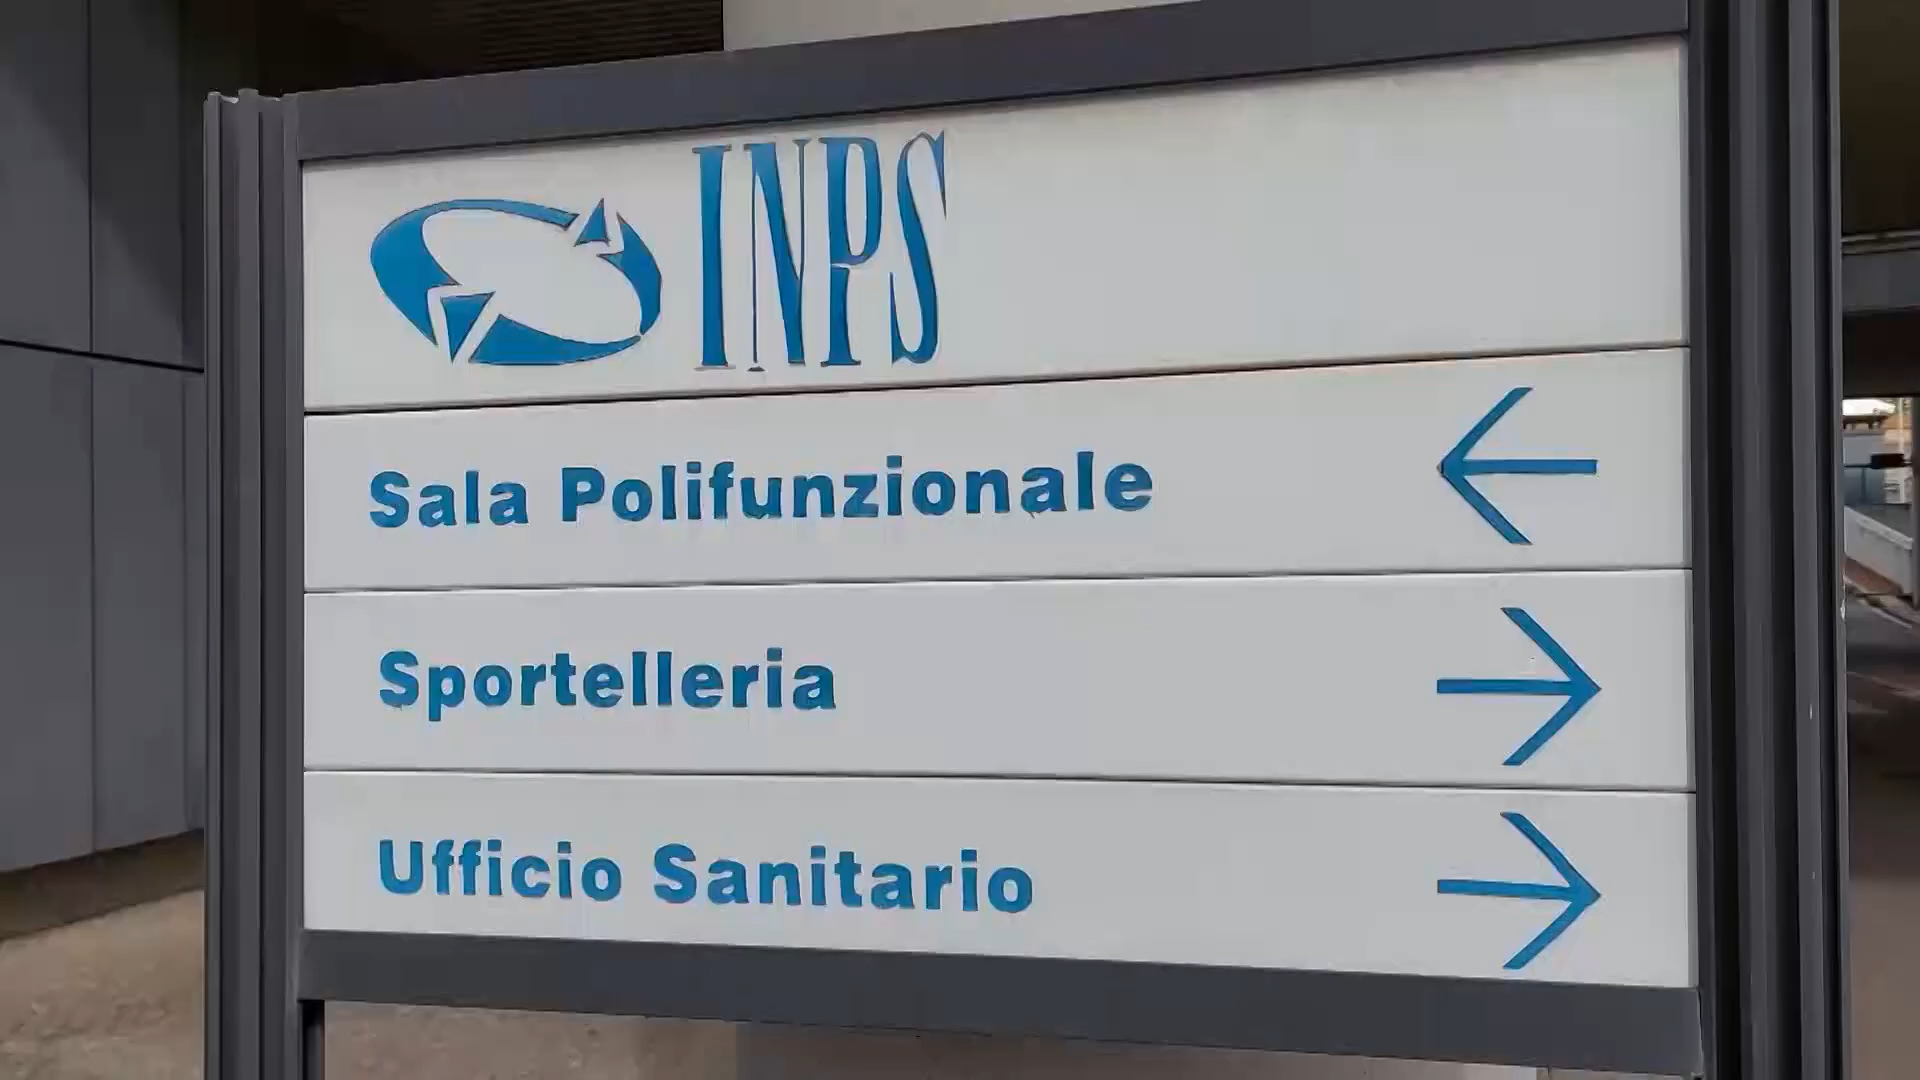 INPS
Sala Polifunzionale
Sportelleria
Ufficio Sanitario